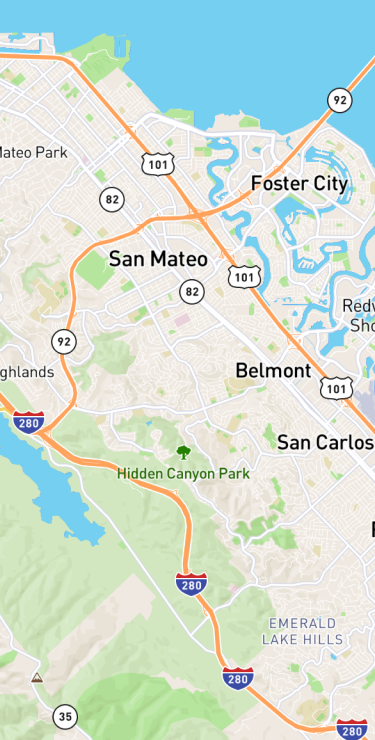 92
Mateo Park
101
82
Foster City
San Mateo
101
82
Redw
Sho
92
ghlands
Belmont
101
280
San Carlos
Hidden Canyon Park
280
EMERALD
LAKE HILLS
280
35
280